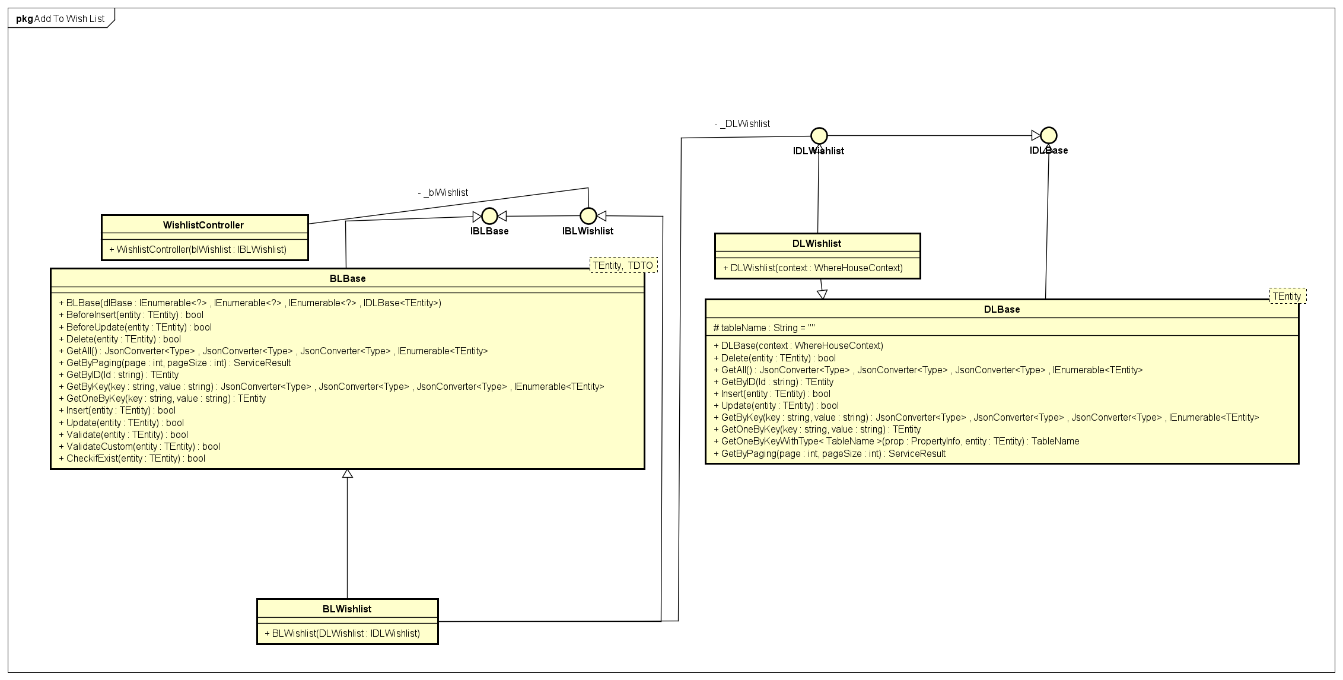 pkg Add To Wish List
- _DLWishlist
IDLWishlist
IDLBase
- _blWishlist
IBLBase
IBLWishlist
WishlistController
+ WishlistController(blWishlist : IBLWishlist)
TEntity, TDTO
BLBase
+ BLBase(dlBase : IEnumerable<?> , IEnumerable<?> , IEnumerable<?> , IDLBase<TEntity>)
+ BeforeInsert(entity : TEntity) : bool
+ BeforeUpdate(entity : TEntity) : bool
+ Delete(entity : TEntity) : bool
+ GetAll() : JsonConverter<Type> , JsonConverter<Type> , JsonConverter<Type> , IEnumerable<TEntity>
+ GetByPaging(page : int, pageSize : int) : ServiceResult
+ GetByID(Id : string) : TEntity
+ GetByKey(key : string, value : string) : JsonConverter<Type> , JsonConverter<Type> , JsonConverter<Type> , IEnumerable<TEntity>
+ GetOneByKey(key : string, value : string) : TEntity
+ Insert(entity : TEntity) : bool
+ Update(entity : TEntity) : bool
+ Validate(entity : TEntity) : bool
+ ValidateCustom(entity : TEntity) : bool
+ CheckifExist(entity : TEntity) : bool
DLWishlist
+ DLWishlist(context : WhereHouseContext)
TEntity
DLBase
# tableName : String = ""
+ DLBase(context : WhereHouseContext)
+ Delete(entity : TEntity) : bool
+ GetAll() : JsonConverter<Type> , JsonConverter<Type> , JsonConverter<Type> , IEnumerable<TEntity>
+ GetByID(Id : string) : TEntity
+ Insert(entity : TEntity) : bool
+ Update(entity : TEntity) : bool
+ GetByKey(key : string, value : string) : JsonConverter<Type> , JsonConverter<Type> , JsonConverter<Type> , IEnumerable<TEntity>
+ GetOneByKey(key : string, value : string) : TEntity
+ GetOneByKeyWithType< TableName >(prop : PropertyInfo, entity : TEntity) : TableName
+ GetByPaging(page : int, pageSize : int) : ServiceResult
BLWishlist
+ BLWishlist(DLWishlist : IDLWishlist)